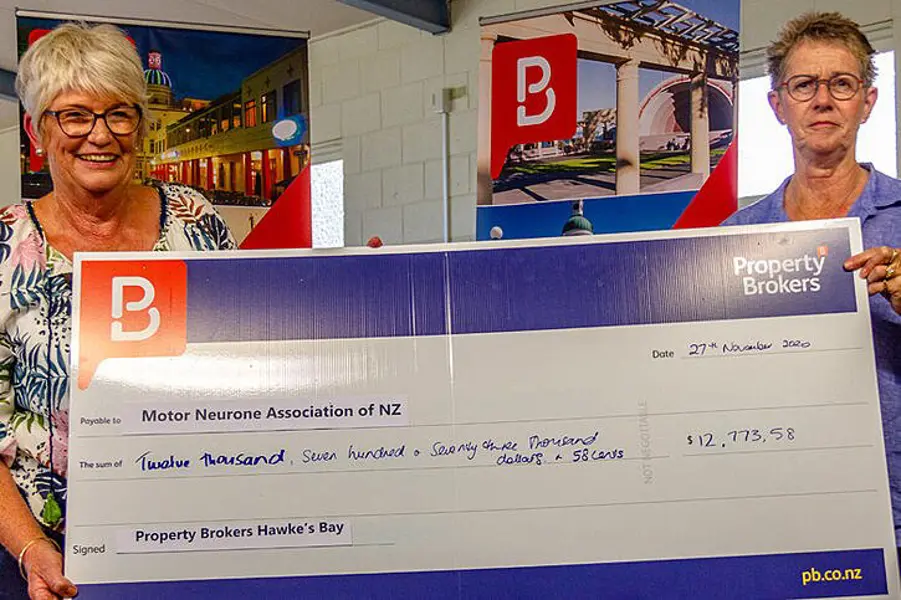 PB
PB
Property
Brokers
Date 27th November 2020
Payable to Motor Neurone Association of NZ
The sum of Twelve Thousand, Seven hundred & Seventy three Thousand
dollars & 58 cents
$12,773.58
NOT NEGOTIABLE
Signed Property Brokers Hawke's Bay
pb.co.nz